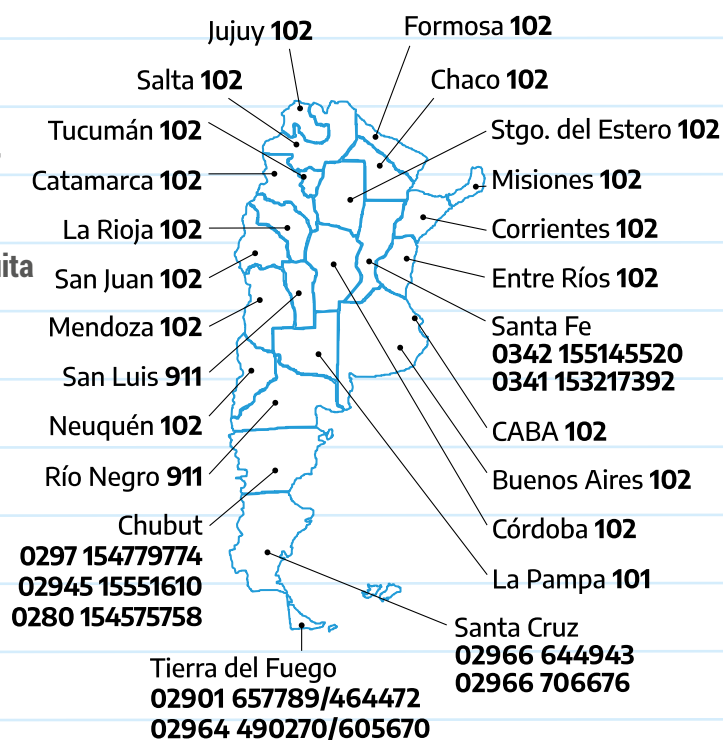 Jujuy 102
Formosa 102
Salta 102
Chaco 102
Tucumán 102
Stgo. del Estero 102
Catamarca 102
Misiones 102
La Rioja 102
Corrientes 102
San Juan 102
Entre Ríos 102
Mendoza 102
Santa Fe
0342 155145520
0341 153217392
San Luis 911
Neuquén 102
CABA 102
Río Negro 911
Buenos Aires 102
Chubut
0297 154779774
02945 15551610
0280 154575758
Córdoba 102
La Pampa 101
Santa Cruz
02966 644943
02966 706676
Tierra del Fuego
02901 657789/464472
02964 490270/605670